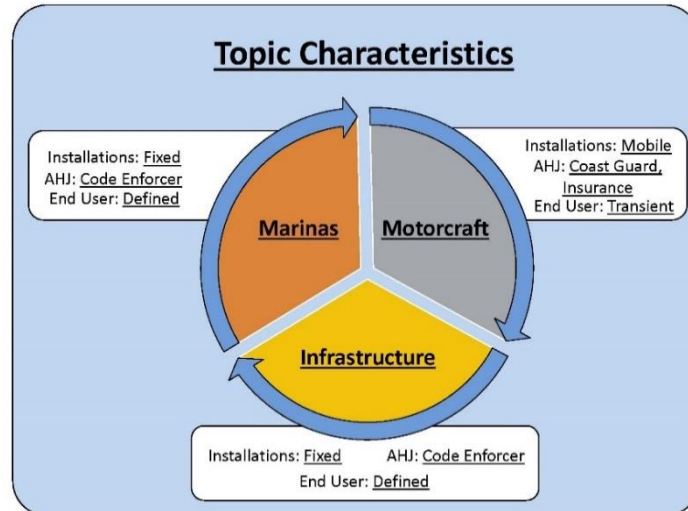 Topic Characteristics
Installations: Fixed
AHJ: Code Enforcer
End User: Defined
Installations: Mobile
AHJ: Coast Guard,
Insurance
End User: Transient
Marinas
Motorcraft
Infrastructure
Installations: Fixed AHJ: Code Enforcer
End User: Defined